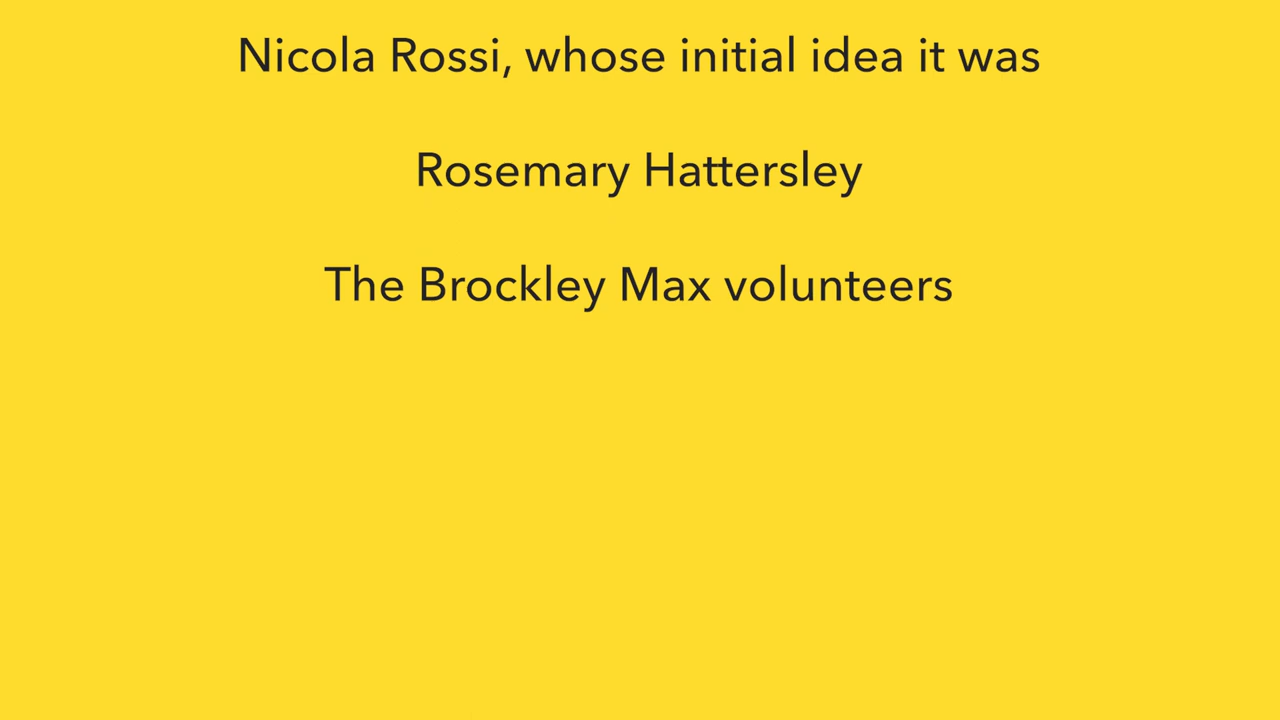 Nicola Rossi, whose initial idea it was
Rosemary Hattersley
The Brockley Max volunteers